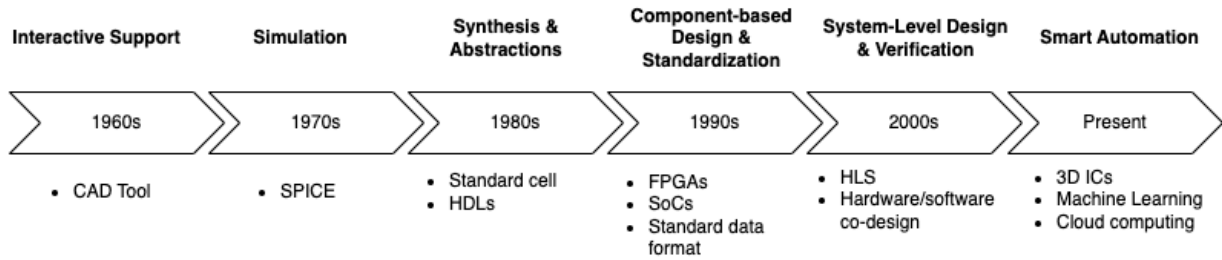 Interactive Support
Simulation
Synthesis &
Abstractions
Component-based
Design &
Standardization
System-Level Design
& Verification
Smart Automation
1960s
1970s
1980s
1990s
2000s
Present
• CAD Tool
• SPICE
• Standard cell
• HDLs
• FPGAs
• SoCs
• Standard data
format
• HLS
• Hardware/software
co-design
• 3D ICs
• Machine Learning
• Cloud computing